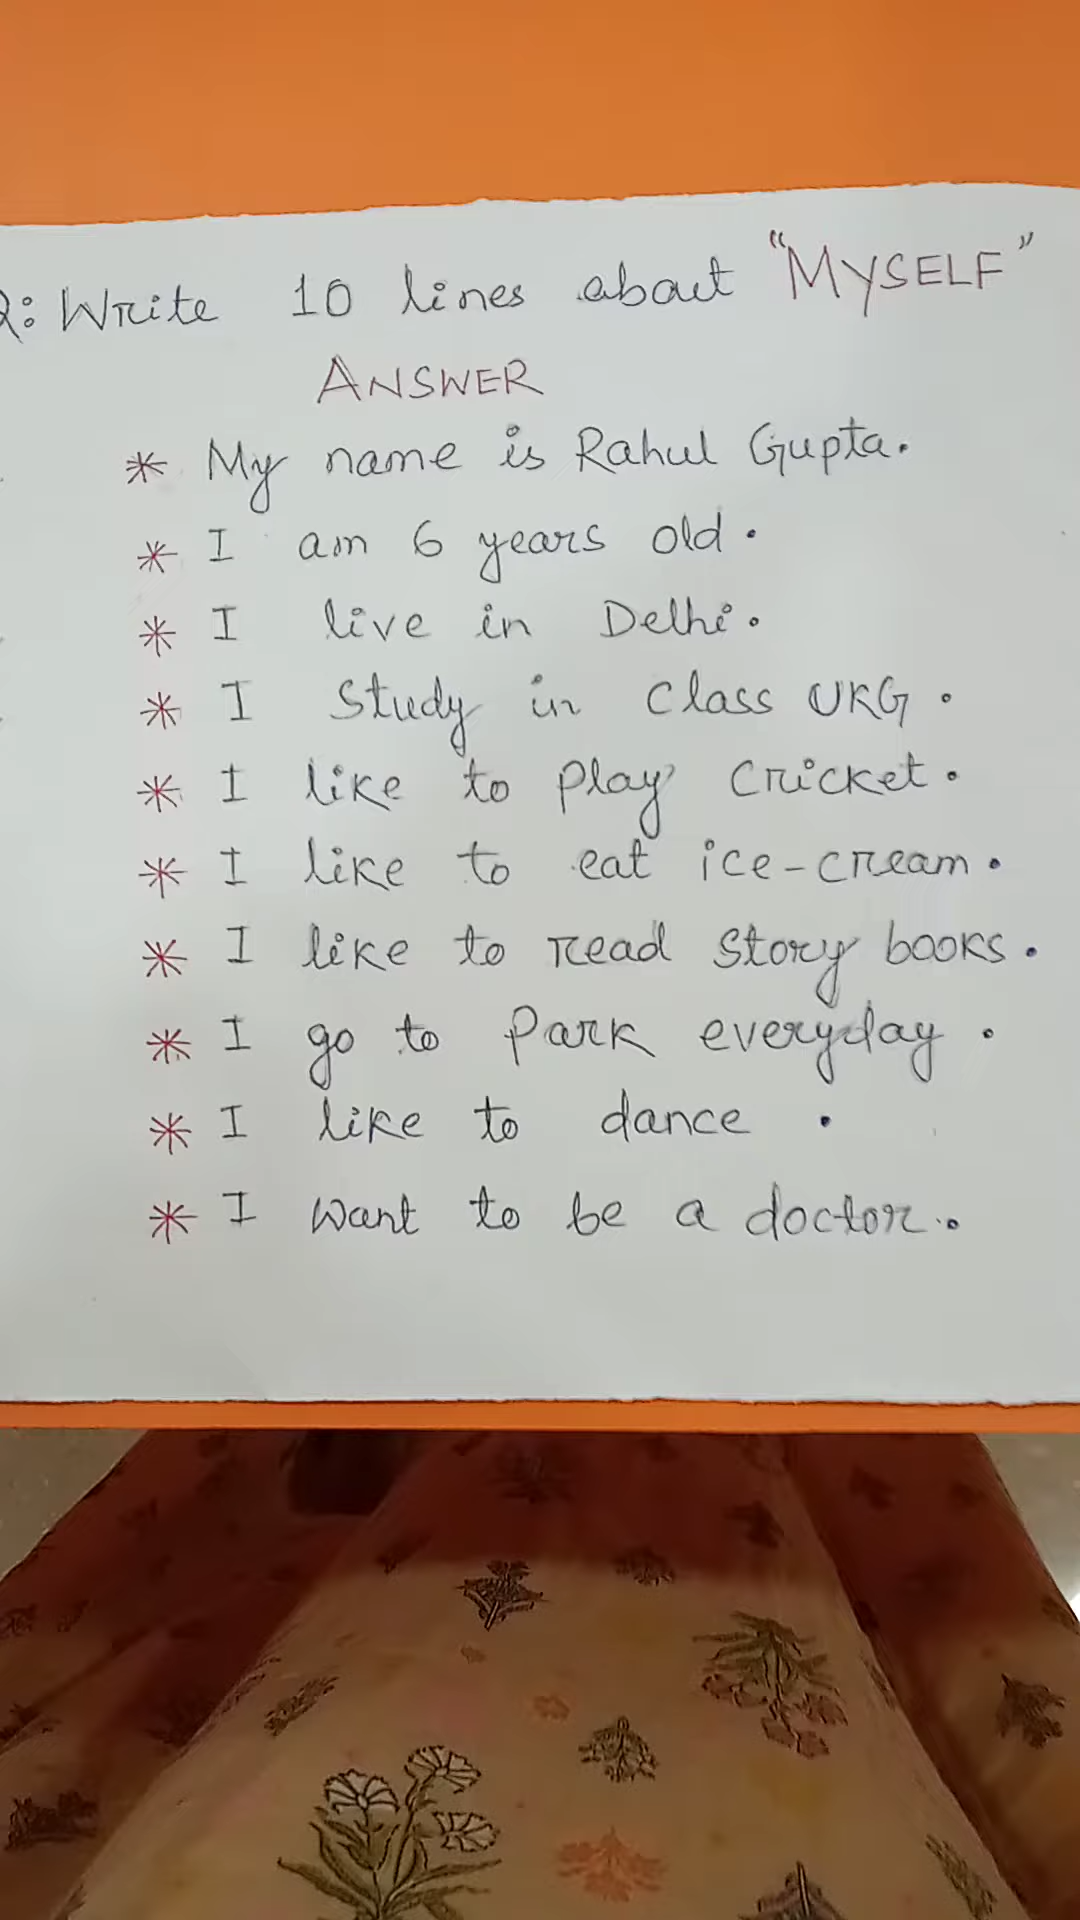 Q: Write 10 lines about "MYSELF"
ANSWER
* My name is Rahul Gupta.
* I am 6 years old.
* I live in Delhi.
* I Study in Class UKG.
* I like to Play Cricket.
* I like to eat ice-cream.
* I like to read Story books.
* I go to Park everyday.
* I like to dance.
* I Want to be a doctor.